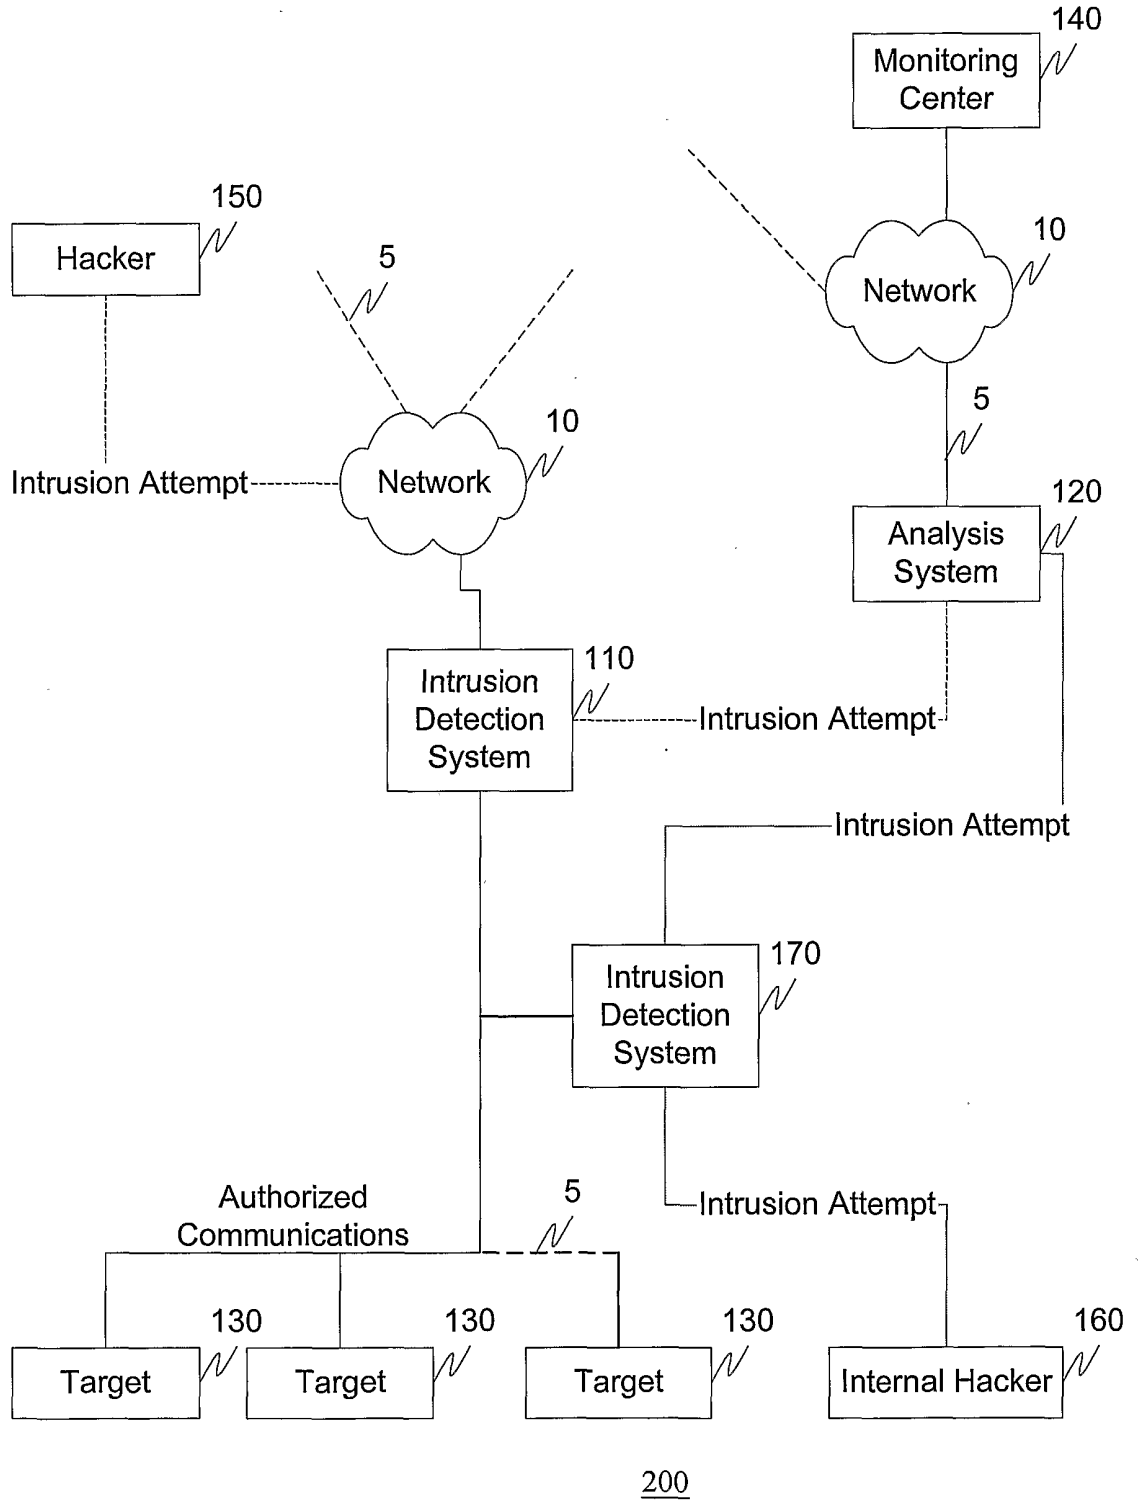 140
Monitoring
Center
150
Hacker
5
10
Network
10
Network
5
Intrusion Attempt
120
Analysis
System
110
Intrusion
Detection
System
Intrusion Attempt
Intrusion Attempt
170
Intrusion
Detection
System
Authorized
Communications
5
Intrusion Attempt
130
Target
130
Target
130
Target
160
Internal Hacker
200